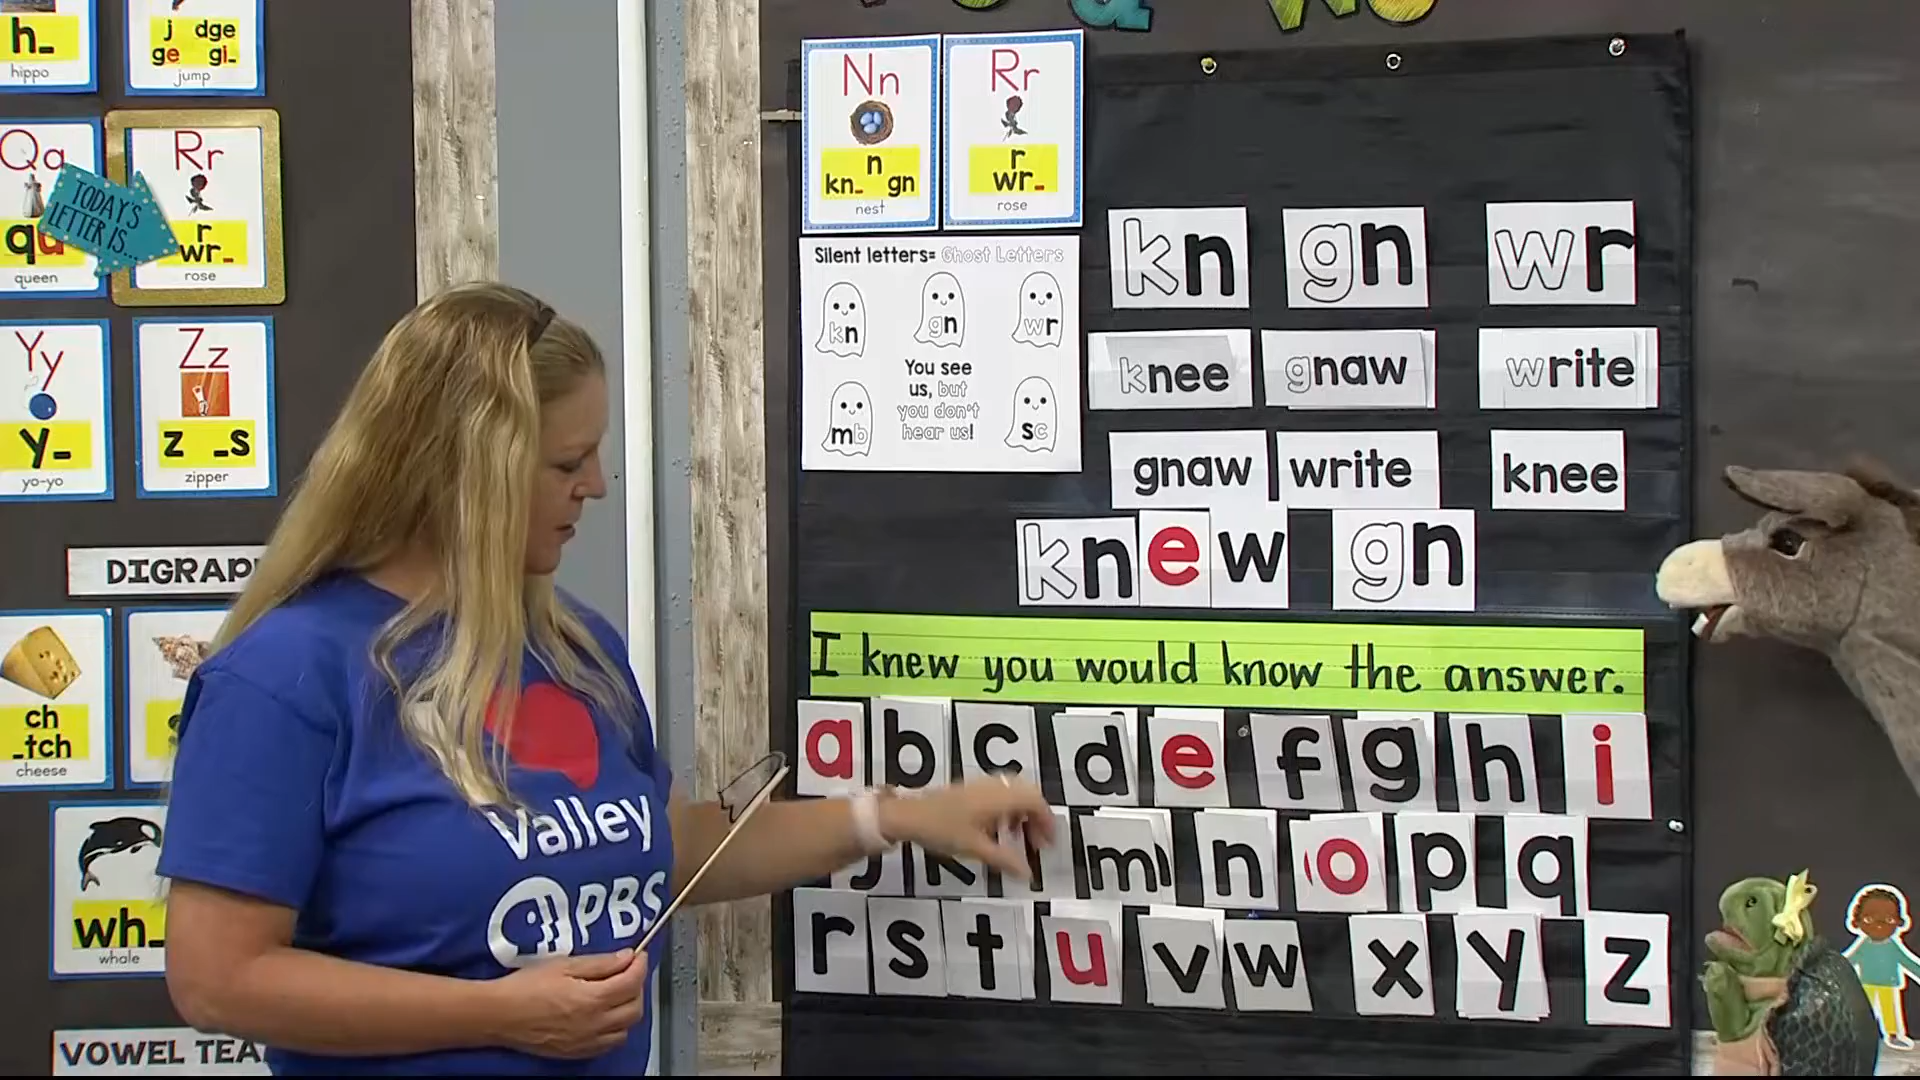 h_
hippo
j dge
ge gi_
jump
Qq
qu
queen
TODAY'S
LETTER IS...
Rr
r
wr_
rose
Yy
y_
yo-yo
Zz
z _s
zipper
ch
_tch
cheese
wh_
whale
Nn
n
kn_ gn
nest
Rr
r
wr_
rose
Silent letters= Ghost Letters
kn gn wr
You see
us, but
you don't
hear us!
mb sc
kn gn wr
knee gnaw write
gnaw write knee
knew gn
I knew you would know the answer.
a b c d e f g h i
j k l m n o p q
r s t u v w x y z
Valley
PBS